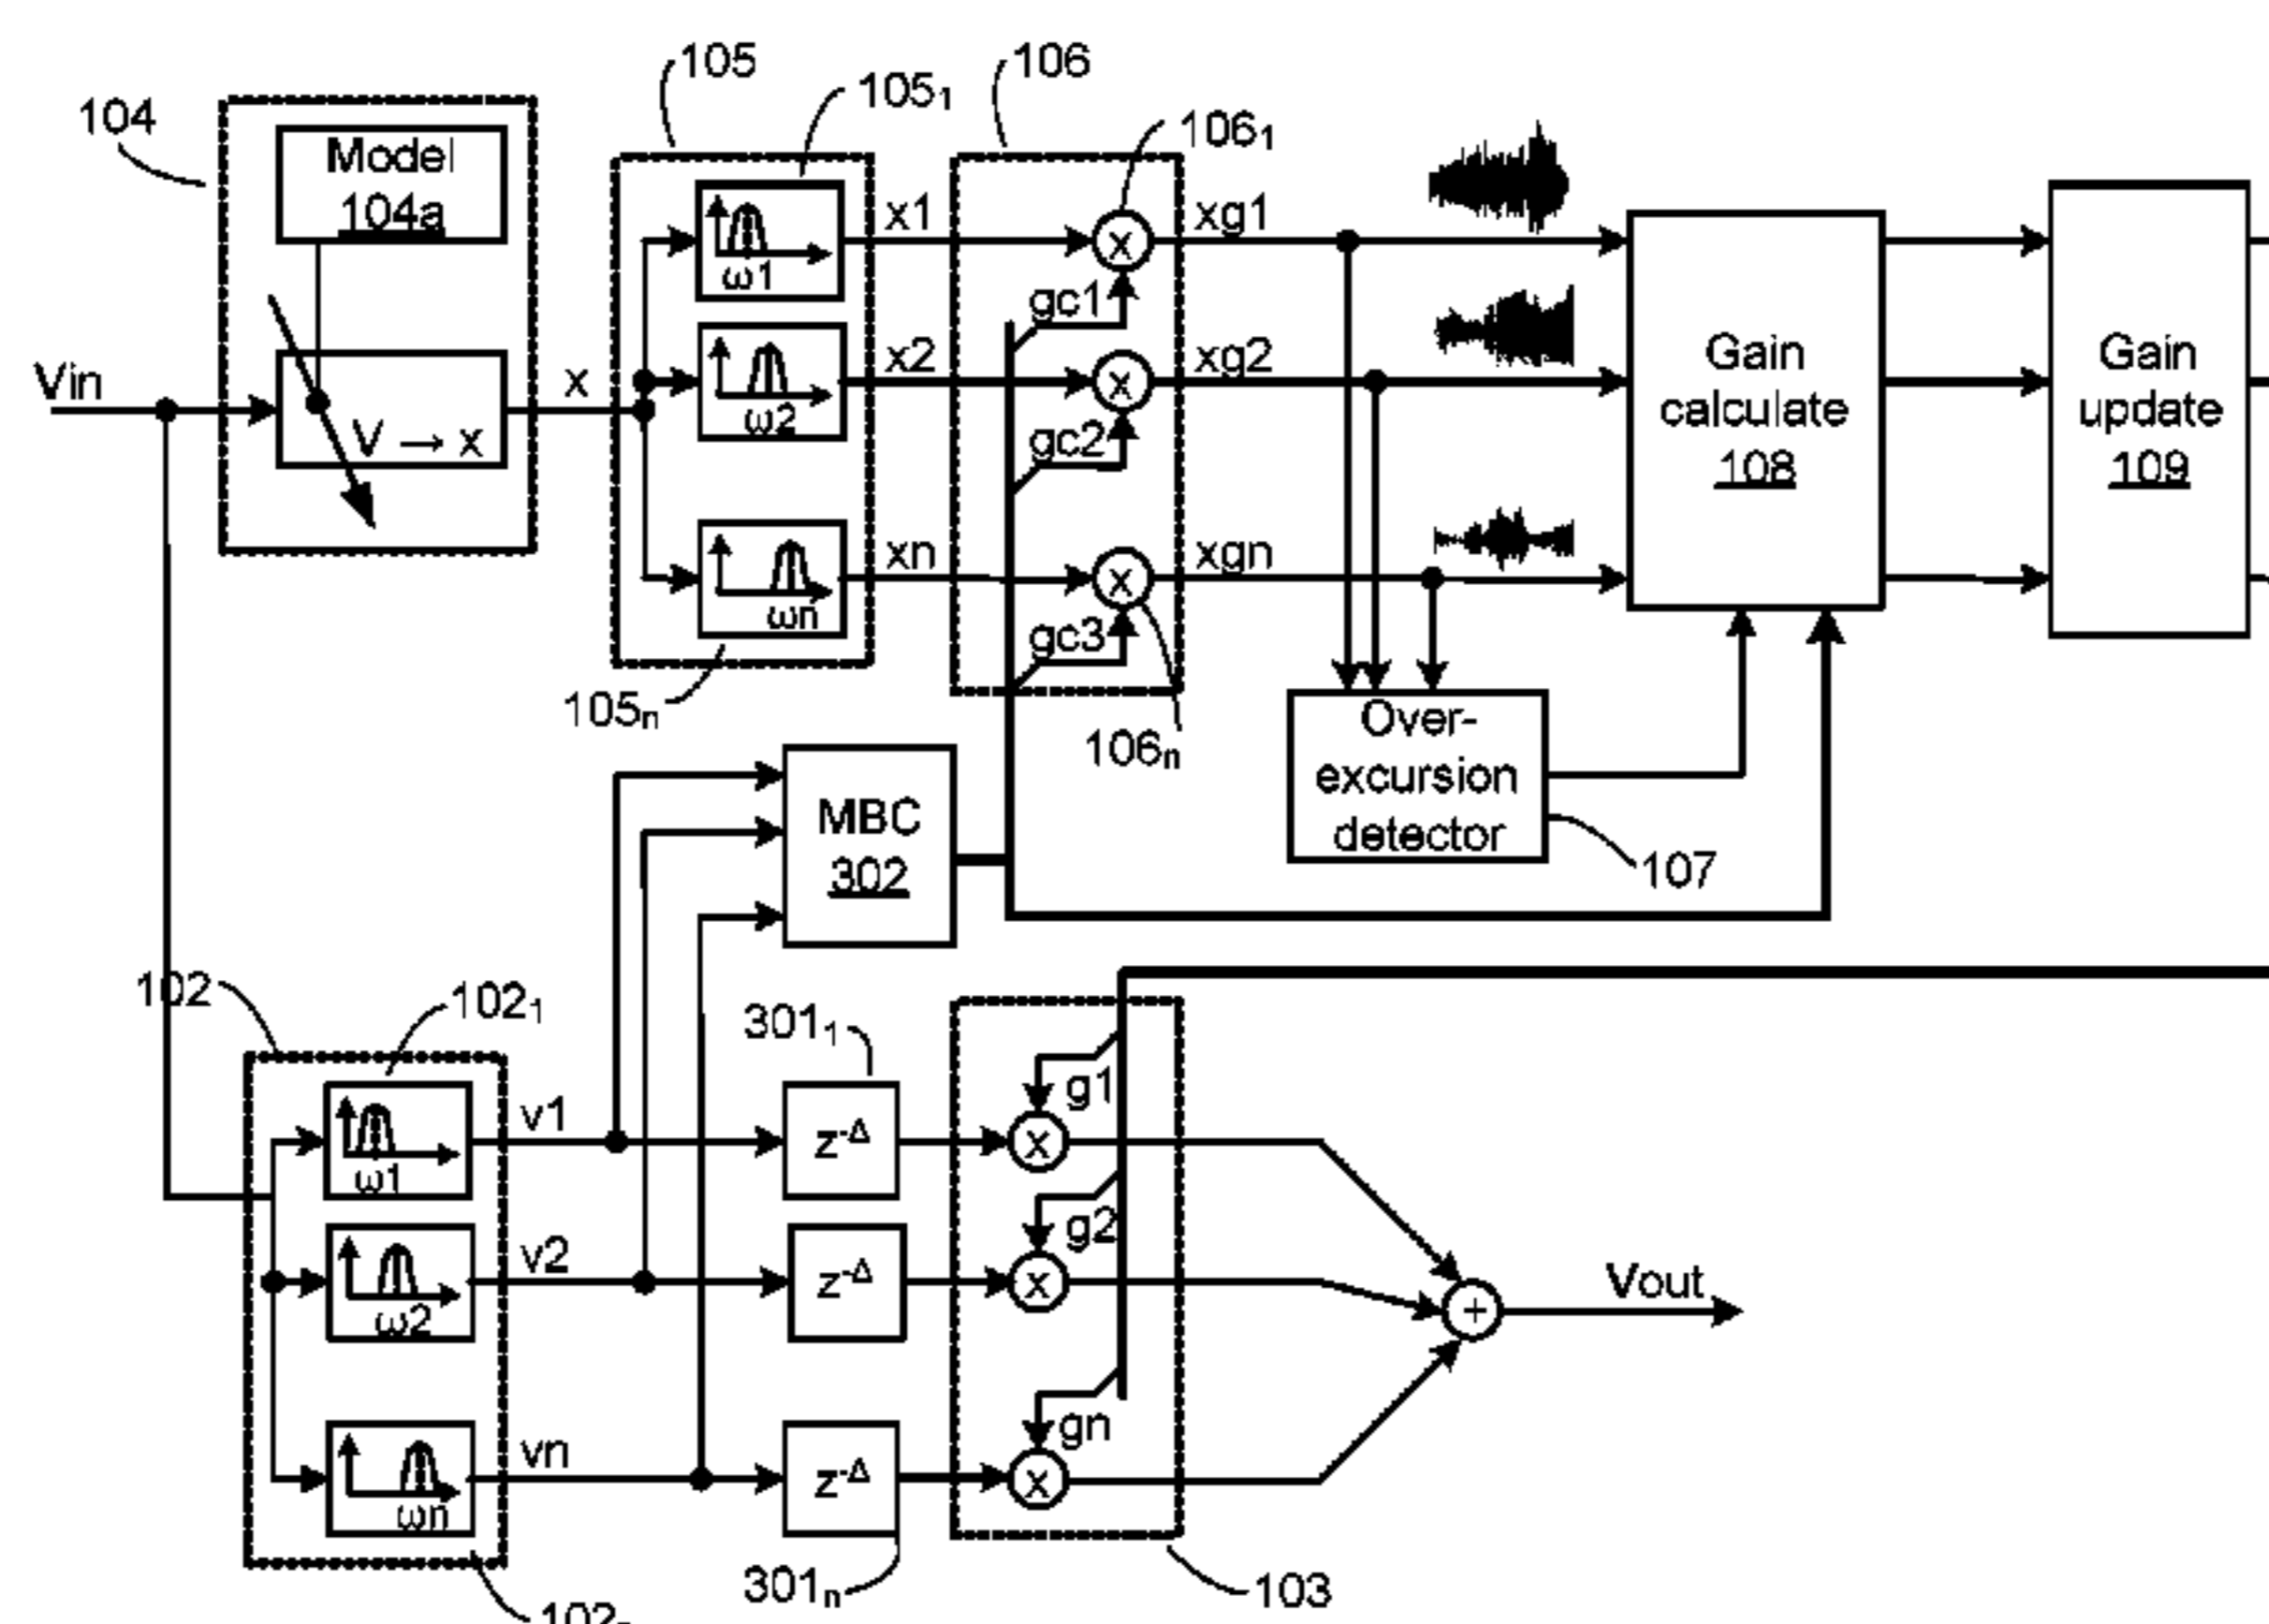 105
106
105₁
104
106₁
Model
104a
x1
xg1
ω1
gc1
Vin
x
x2
xg2
Gain
calculate
108
Gain
update
109
V → x
ω2
gc2
xn
xgn
ωn
gc3
105ₙ
106ₙ
Over-
excursion
detector
107
MBC
302
102
102₁
301₁
g1
v1
z⁻Δ
x
ω1
g2
v2
z⁻Δ
x
Vout
ω2
+
gn
vn
z⁻Δ
x
ωn
301ₙ
103
x
x
x